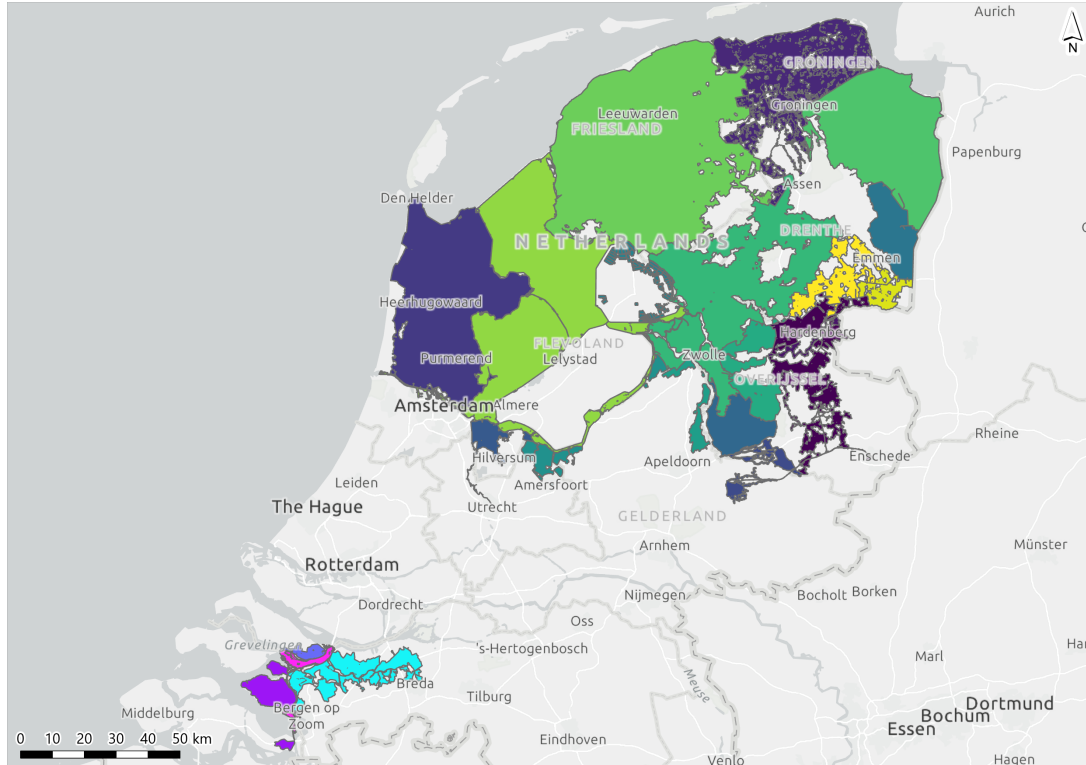 Aurich
N
GRONINGEN
Groningen
Leeuwarden
FRIESLAND
Papenburg
Assen
Den Helder
DRENTHE
NETHERLANDS
Emmen
Heerhugowaard
Hardenberg
FLEVOLAND
Purmerend
Lelystad
Zwolle
OVERIJSSEL
Amsterdam
Almere
Rheine
Hilversum
Apeldoorn
Enschede
Leiden
Amersfoort
The Hague
Utrecht
GELDERLAND
Arnhem
Münster
Rotterdam
Nijmegen
Bocholt
Borken
Dordrecht
Oss
Grevelingen
's-Hertogenbosch
Marl
Breda
Meuse
Tilburg
Middelburg
Bergen op
Zoom
Dortmund
Bochum
Essen
Eindhoven
0 10 20 30 40 50 km
Venlo
Hagen